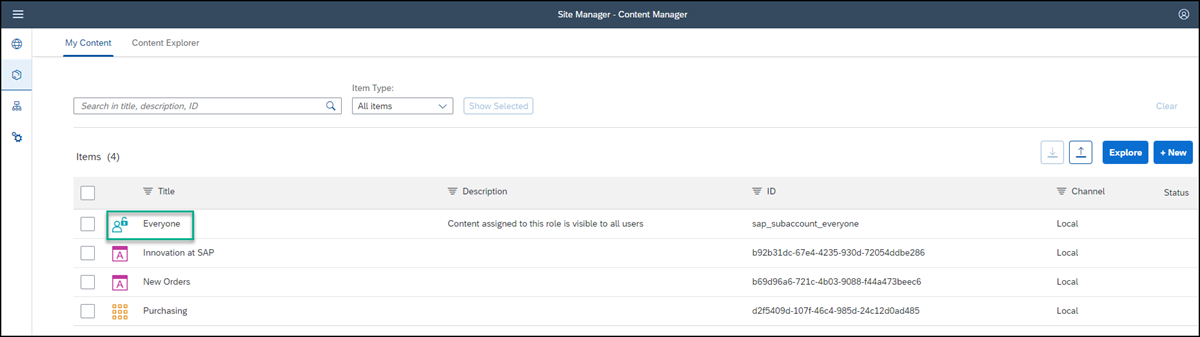 Site Manager - Content Manager
My Content Content Explorer
Item Type:
Search in title, description, ID All items Show Selected Clear
Items (4) Explore + New
Title Description ID Channel Status
Everyone Content assigned to this role is visible to all users sap_subaccount_everyone Local
A Innovation at SAP b92b31dc-67e4-4235-930d-72054ddbe286 Local
A New Orders b69d96a6-721c-4b03-9088-f44a473beec6 Local
Purchasing d2f5409d-107f-46c4-985d-24c12d0ad485 Local